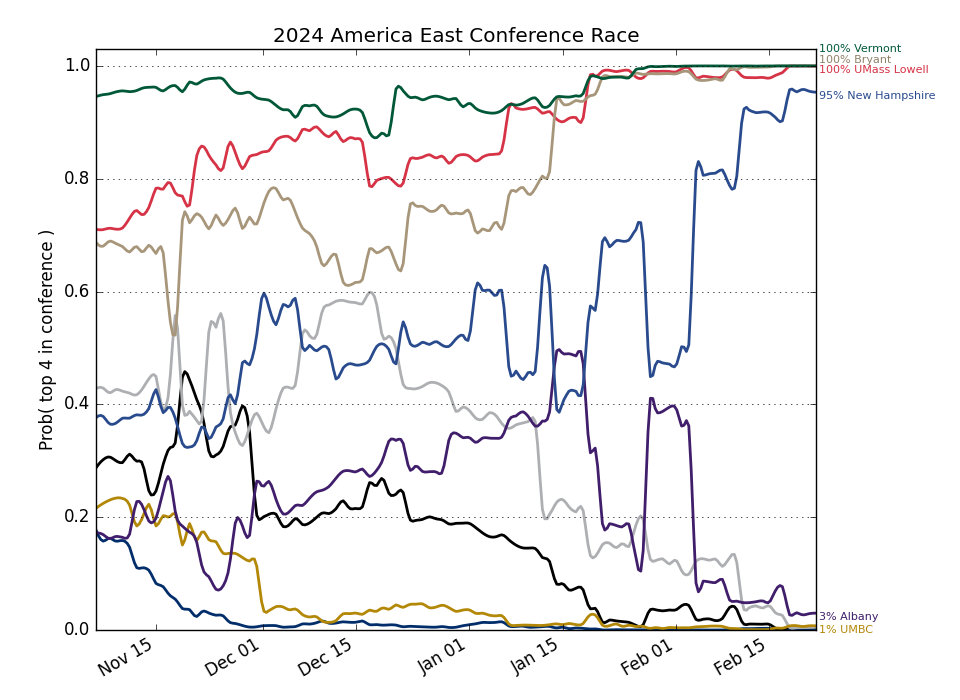 2024 America East Conference Race
100% Vermont
100% Bryant
100% UMass Lowell
95% New Hampshire
3% Albany
1% UMBC
Prob( top 4 in conference )
1.0
0.8
0.6
0.4
0.2
0.0
Nov 15
Dec 01
Dec 15
Jan 01
Jan 15
Feb 01
Feb 15